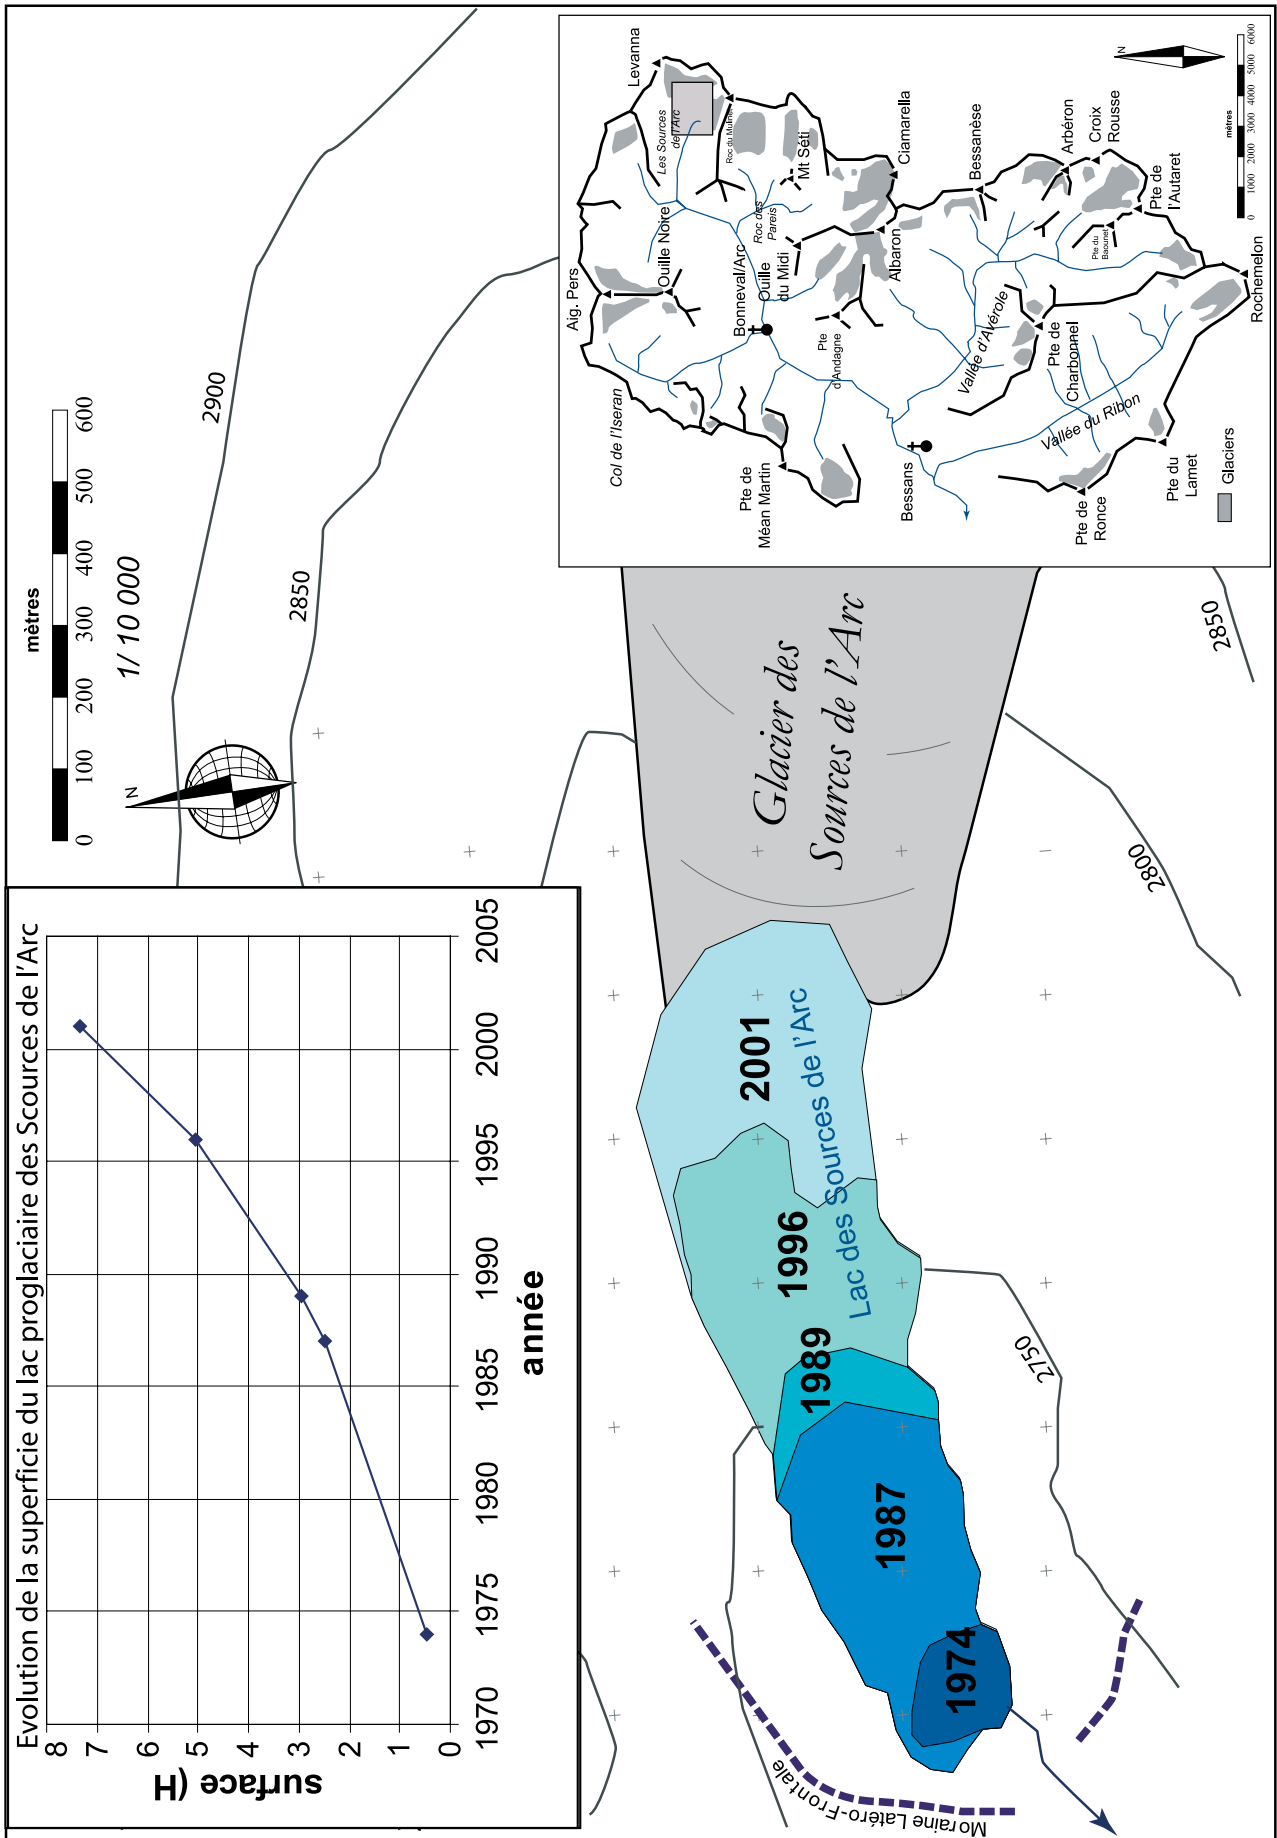 Evolution de la superficie du lac proglaciaire des Scources de l'Arc
surface (H)
8
7
6
5
4
3
2
1
0
1970
1975
1980
1985
1990
1995
2000
2005
année
mètres
0
100
200
300
400
500
600
1/ 10 000
N
2900
2850
2850
2800
2750
Glacier des
Sources de l'Arc
Lac des Sources de l'Arc
2001
1996
1989
1987
1974
Moraine Latéro-Frontale
Levanna
Les Sources
de l'Arc
Roc du Mulinet
Aig. Pers
Ouille Noire
Mt Séti
Roc des
Pareis
Ciamarella
Col de l'Iseran
Bonneval/Arc
Ouille
du Midi
Albaron
Pte
d'Andagne
Pte de
Méan Martin
Bessanèse
Arbéron
Croix
Rousse
Pte de
l'Autaret
Pte du
Baounet
Vallée d'Avérole
Pte de
Charbonnel
Rochemelon
Bessans
Vallée du Ribon
Pte de
Ronce
Pte du
Lamet
Glaciers
N
mètres
0
1000
2000
3000
4000
5000
6000